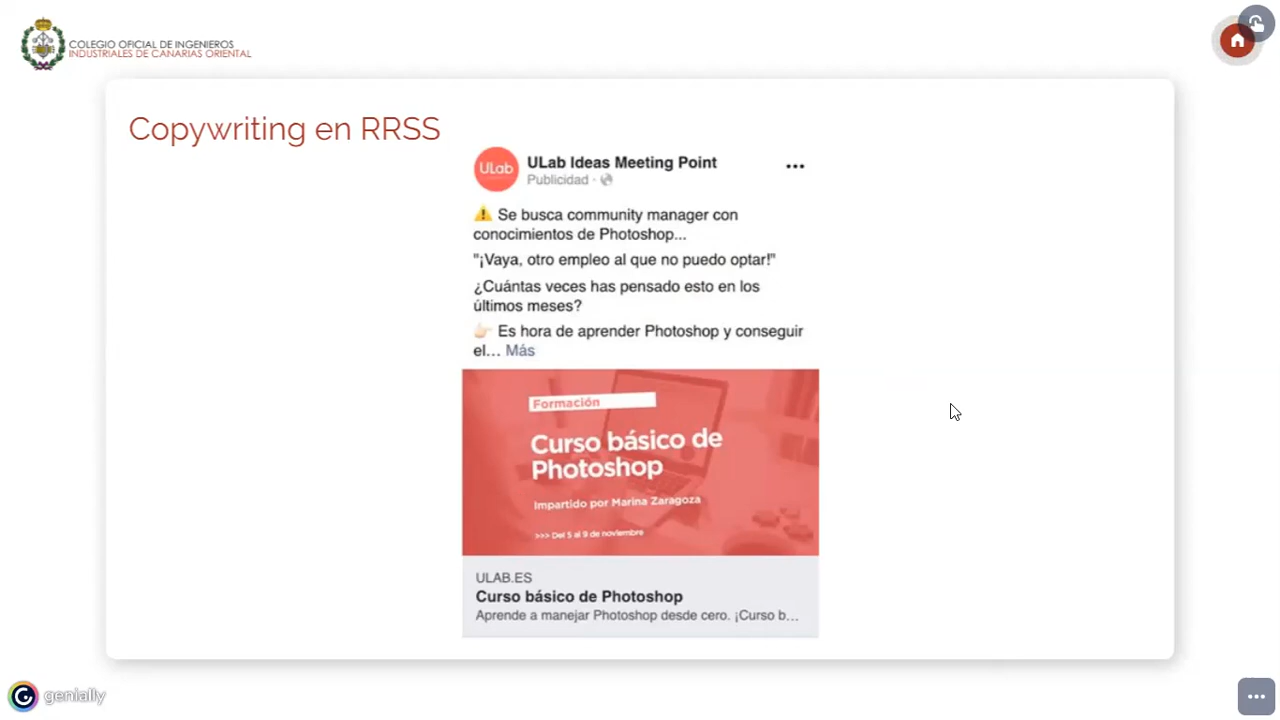 COLEGIO OFICIAL DE INGENIEROS
INDUSTRIALES DE CANARIAS ORIENTAL
Copywriting en RRSS
ULab
ULab Ideas Meeting Point
Publicidad ·
⚠️ Se busca community manager con
conocimientos de Photoshop...
"¡Vaya, otro empleo al que no puedo optar!"
¿Cuántas veces has pensado esto en los
últimos meses?
👉🏻 Es hora de aprender Photoshop y conseguir
el... Más
Formación
Curso básico de
Photoshop
Impartido por Marina Zaragoza
>>> Del 5 al 9 de noviembre
ULAB.ES
Curso básico de Photoshop
Aprende a manejar Photoshop desde cero. ¡Curso b...
genially